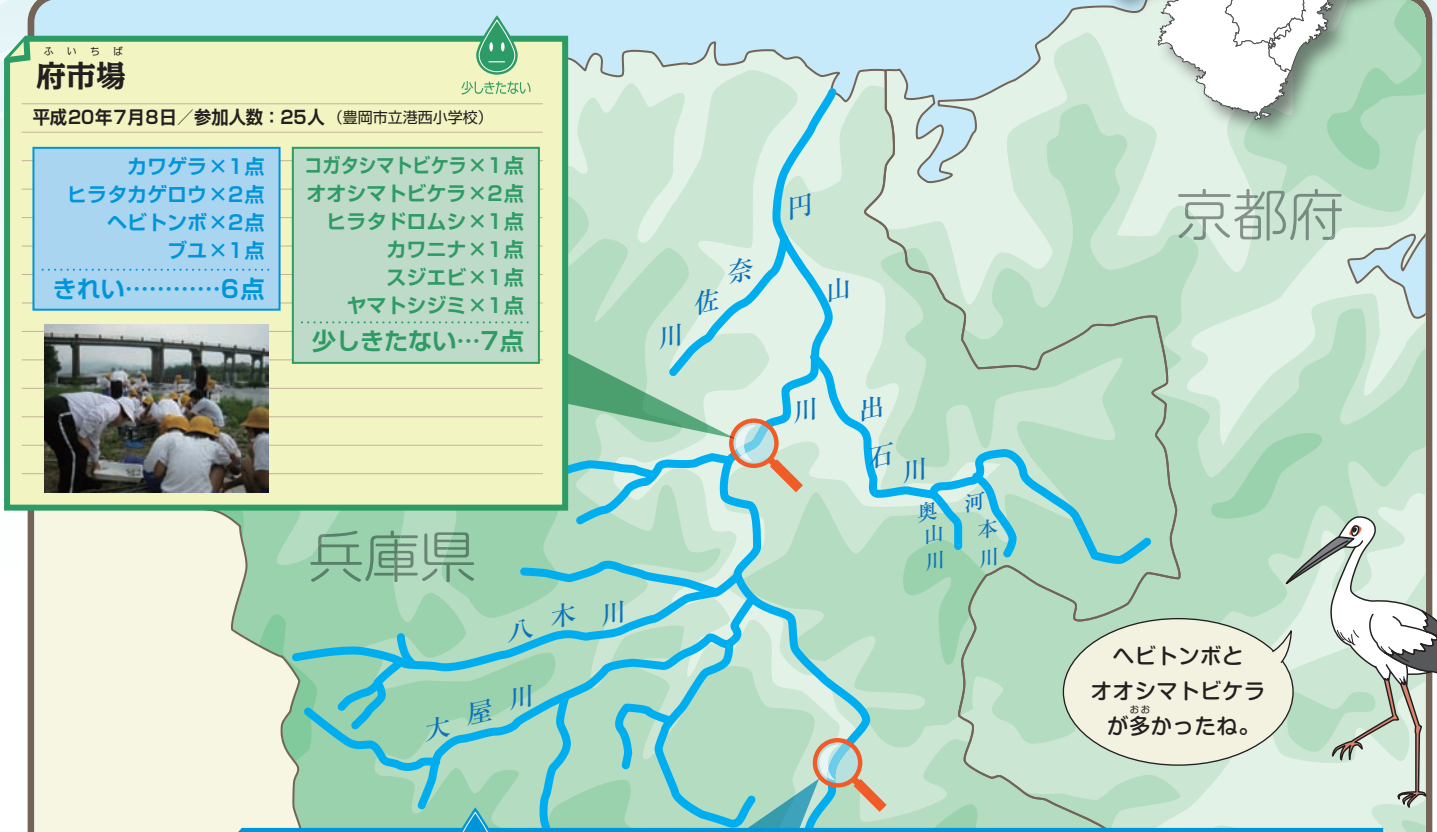 ふいちば
府市場
少しきたない
平成20年7月8日／参加人数：25人（豊岡市立港西小学校）
カワゲラ×1点
ヒラタカゲロウ×2点
ヘビトンボ×2点
ブユ×1点
きれい…………6点
コガタシマトビケラ×1点
オオシマトビケラ×2点
ヒラタドロムシ×1点
カワニナ×1点
スジエビ×1点
ヤマトシジミ×1点
少しきたない…7点
京都府
兵庫県
円山川
奈佐川
出石川
奥山川
河本川
八木川
大屋川
ヘビトンボと
オオシマトビケラ
おお
が多かったね。